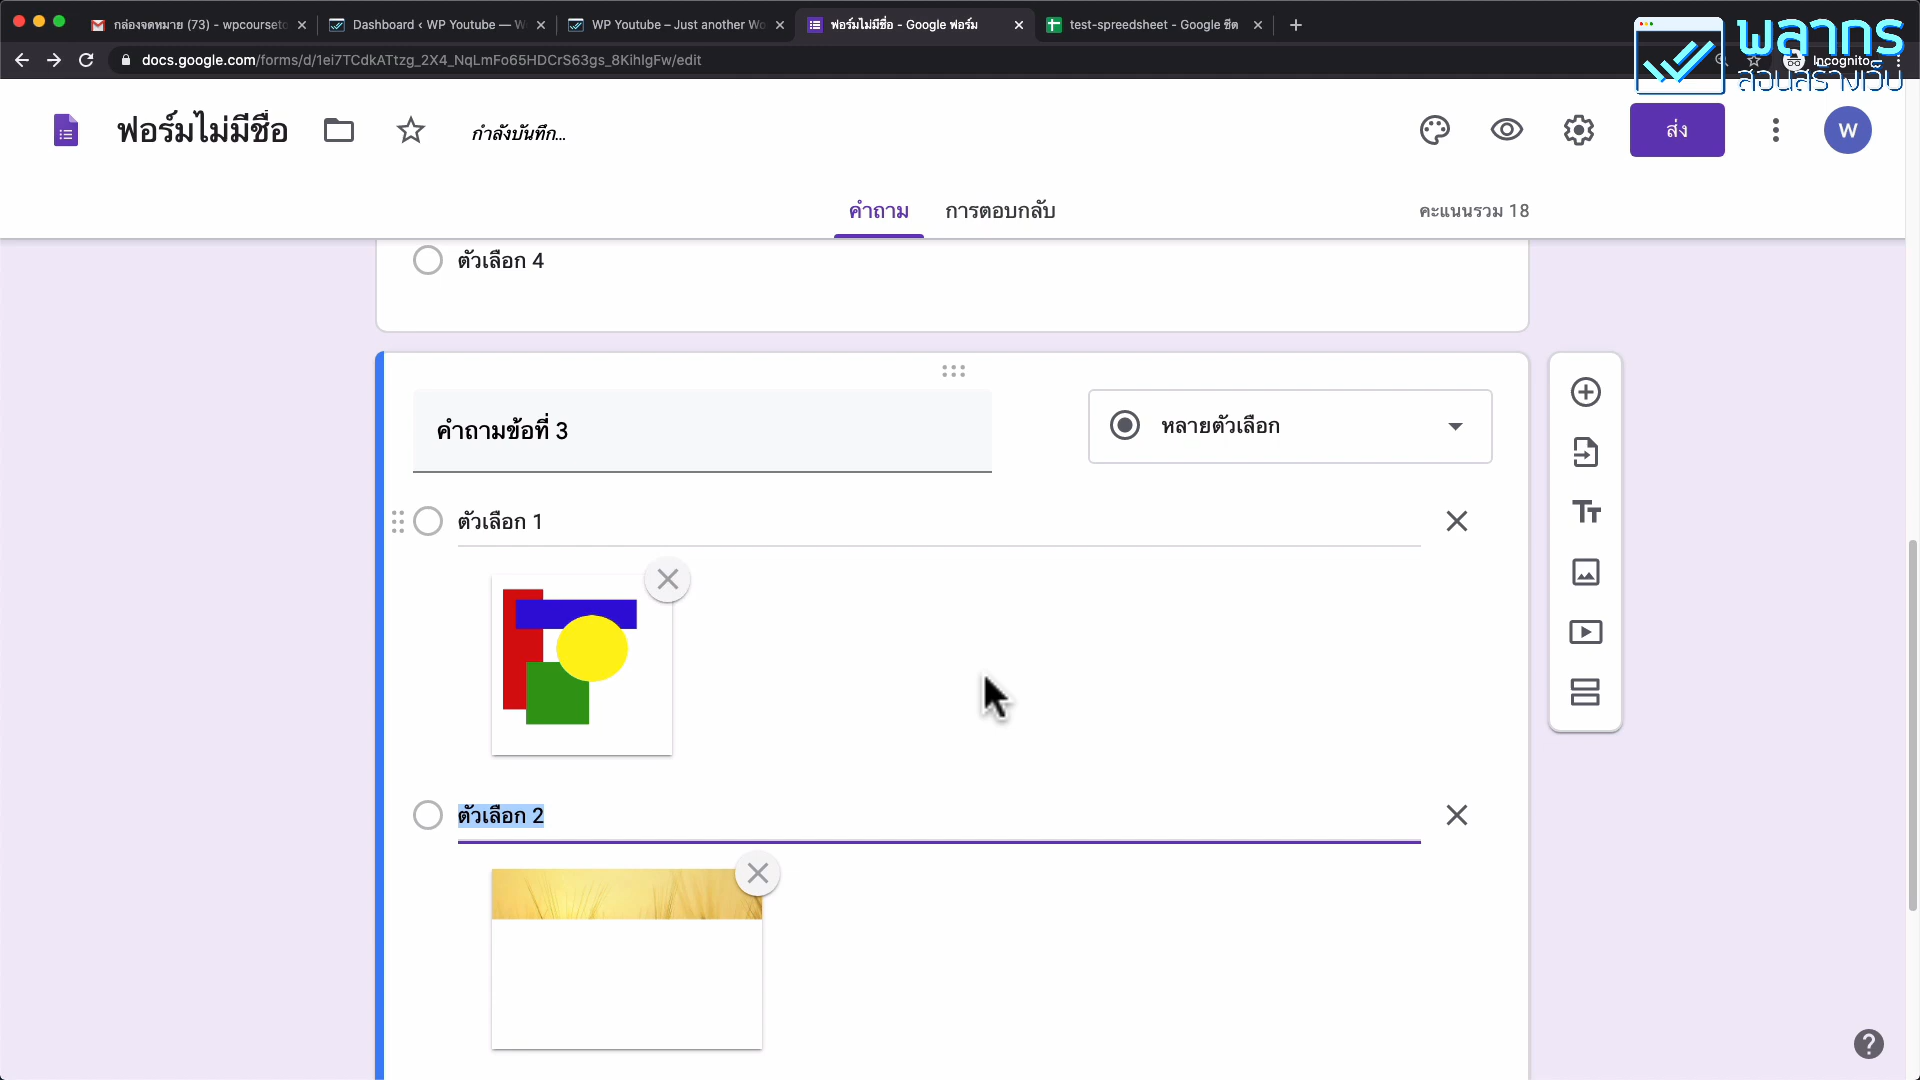 กล่องจดหมาย (73) - wpcourseto
Dashboard ‹ WP Youtube — W
WP Youtube – Just another Wo
ฟอร์มไม่มีชื่อ - Google ฟอร์ม
test-spreedsheet - Google ชีต
docs.google.com/forms/d/1ei7TCdkATtzg_2X4_NqLmFo65HDCrS63gs_8KihlgFw/edit
Incognito
พลากร
สอนสร้างเว็บ
ฟอร์มไม่มีชื่อ
กำลังบันทึก...
ส่ง
W
คำถาม
การตอบกลับ
คะแนนรวม 18
ตัวเลือก 4
คำถามข้อที่ 3
หลายตัวเลือก
ตัวเลือก 1
ตัวเลือก 2